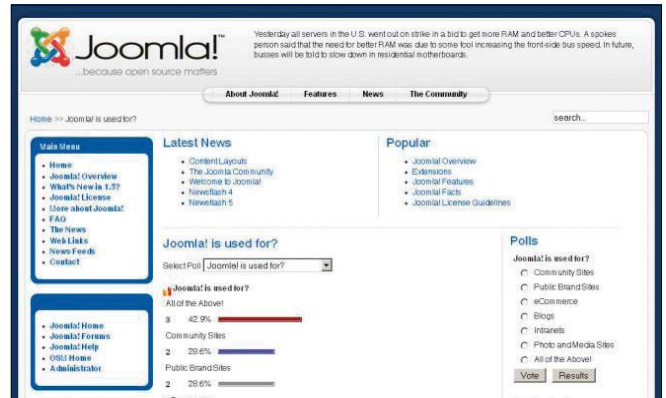 Joomla!™
...because open source matters
Yesterday all servers in the U.S. went out on strike in a bid to get more RAM and better CPUs. A spokes
person said that the need for better RAM was due to some fool increasing the front-side bus speed. In future,
busses will be told to slow down in residential motherboards.
About Joomla! Features News The Community
Home >> Joomla! is used for?
search...
Main Menu
Home
Joomla! Overview
What's New in 1.5?
Joomla! License
More about Joomla!
FAQ
The News
Web Links
News Feeds
Contact
Joomla! Home
Joomla! Forums
Joomla! Help
OSM Home
Administrator
Latest News
Content Layouts
The Joomla Community
Welcome to Joomla!
Newsflash 4
Newsflash 5
Popular
Joomla! Overview
Extensions
Joomla! Features
Joomla! Facts
Joomla! License Guidelines
Joomla! is used for?
Select Poll Joomla! is used for?
Joomla! is used for?
All of the Above!
3 42.9%
Community Sites
2 28.6%
Public Brand Sites
2 28.6%
Polls
Joomla! is used for?
Community Sites
Public Brand Sites
eCommerce
Blogs
Intranets
Photo and Media Sites
All of the Above!
Vote Results